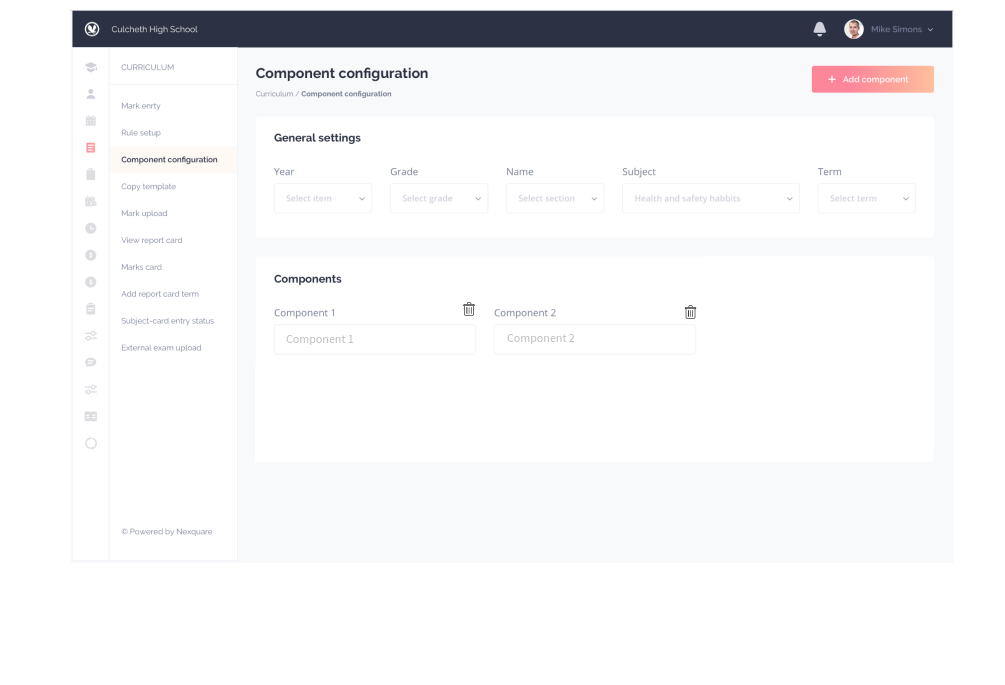 Culcheth High School
Mike Simons
CURRICULUM
Mark enrty
Rule setup
Component configuration
Copy template
Mark upload
View report card
Marks card
Add report card term
Subject-card entry status
External exam upload
© Powered by Nexquare
Component configuration
Curriculum / Component configuration
+ Add component
General settings
Year Grade Name Subject Term
Select item Select grade Select section Health and safety habbits Select term
Components
Component 1 Component 2
Component 1 Component 2